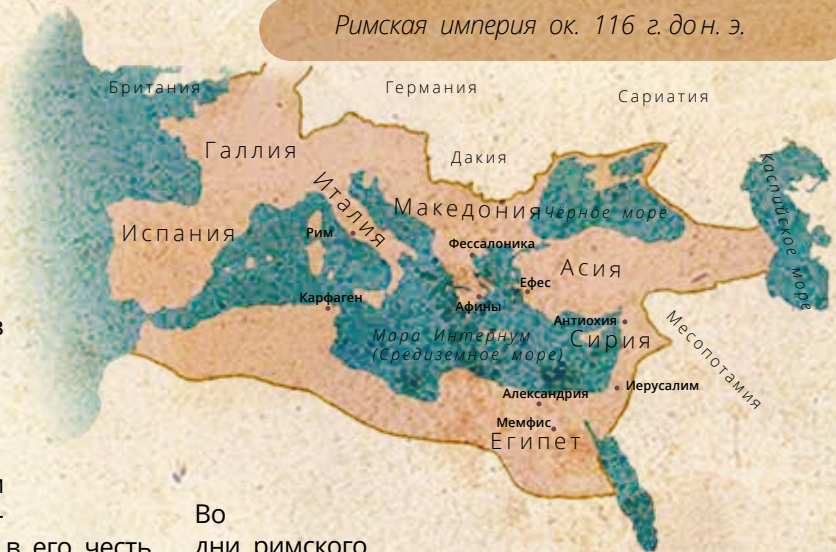 Римская империя ок. 116 г. до н. э.
Британия
Германия
Сариатия
Галлия
Дакия
Италия
Македония
Чёрное море
Каспийское море
Испания
Рим
Фессалоника
Асия
Ефес
Карфаген
Афины
Антиохия
Мара Интернум
(Средиземное море)
Сирия
Месопотамия
Александрия
Иерусалим
Мемфис
Египет
в
Во
в его честь
дни римского